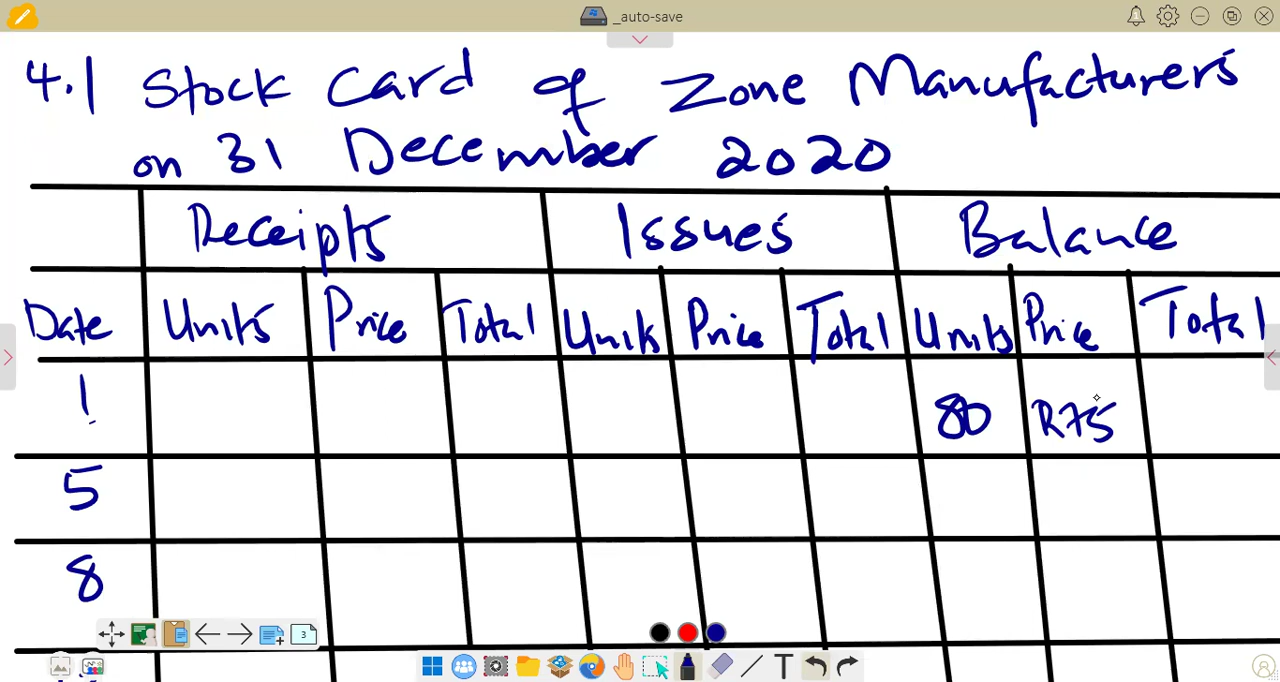 _auto-save
4.1 Stock Card of Zone Manufacturers
on 31 December 2020
Receipts Issues Balance
Date Units Price Total Units Price Total Units Price Total
1 80 R75
5
8
3
T